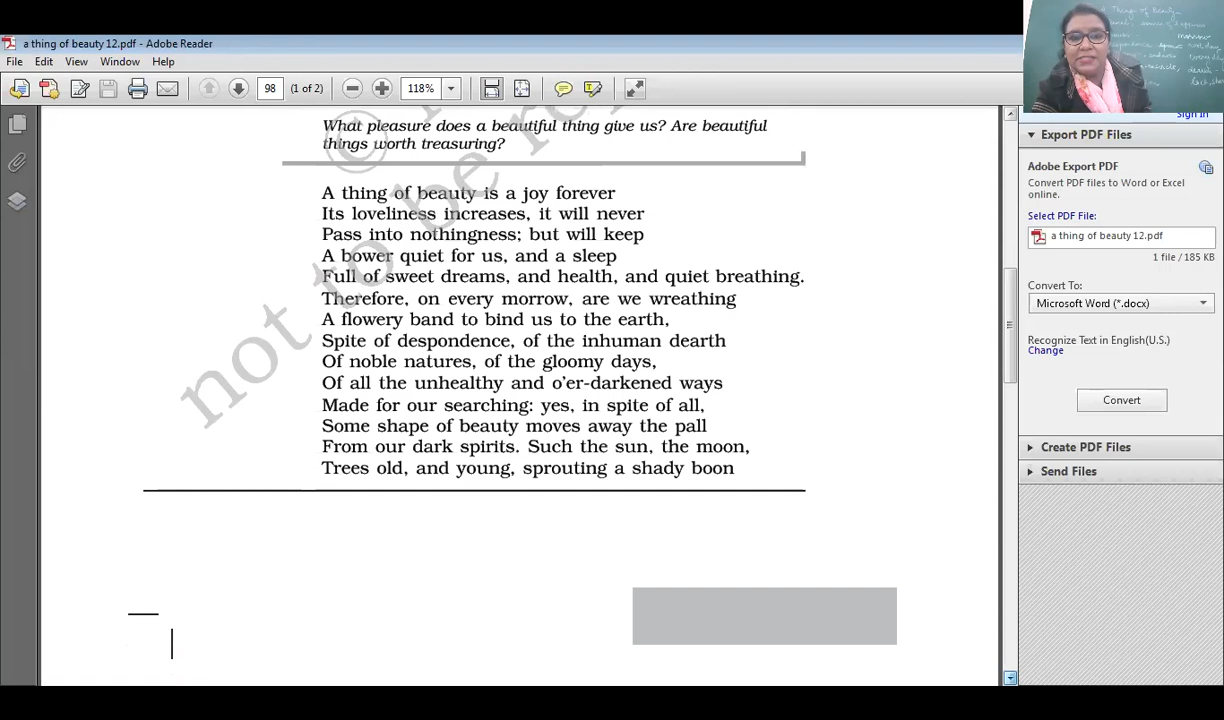 a thing of beauty 12.pdf - Adobe Reader
File Edit View Window Help
98 (1 of 2) 118%
What pleasure does a beautiful thing give us? Are beautiful
things worth treasuring?
A thing of beauty is a joy forever
Its loveliness increases, it will never
Pass into nothingness; but will keep
A bower quiet for us, and a sleep
Full of sweet dreams, and health, and quiet breathing.
Therefore, on every morrow, are we wreathing
A flowery band to bind us to the earth,
Spite of despondence, of the inhuman dearth
Of noble natures, of the gloomy days,
Of all the unhealthy and o'er-darkened ways
Made for our searching: yes, in spite of all,
Some shape of beauty moves away the pall
From our dark spirits. Such the sun, the moon,
Trees old, and young, sprouting a shady boon
not to be re
©
A Thing of Beauty
morrow
Sign In
Export PDF Files
Adobe Export PDF
Convert PDF files to Word or Excel
online.
Select PDF File:
a thing of beauty 12.pdf
1 file / 185 KB
Convert To:
Microsoft Word (*.docx)
Recognize Text in English(U.S.)
Change
Convert
Create PDF Files
Send Files